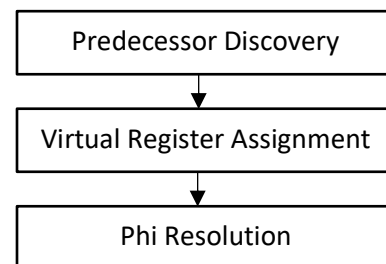 Predecessor Discovery
Virtual Register Assignment
Phi Resolution